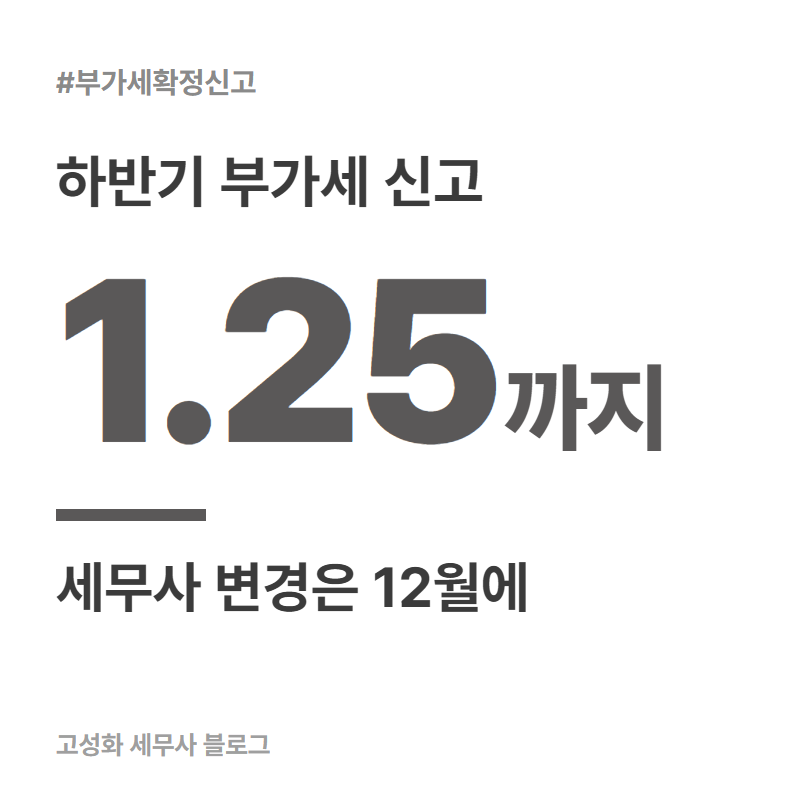 #부가세확정신고
하반기 부가세 신고
1.25까지
세무사 변경은 12월에
고성화 세무사 블로그